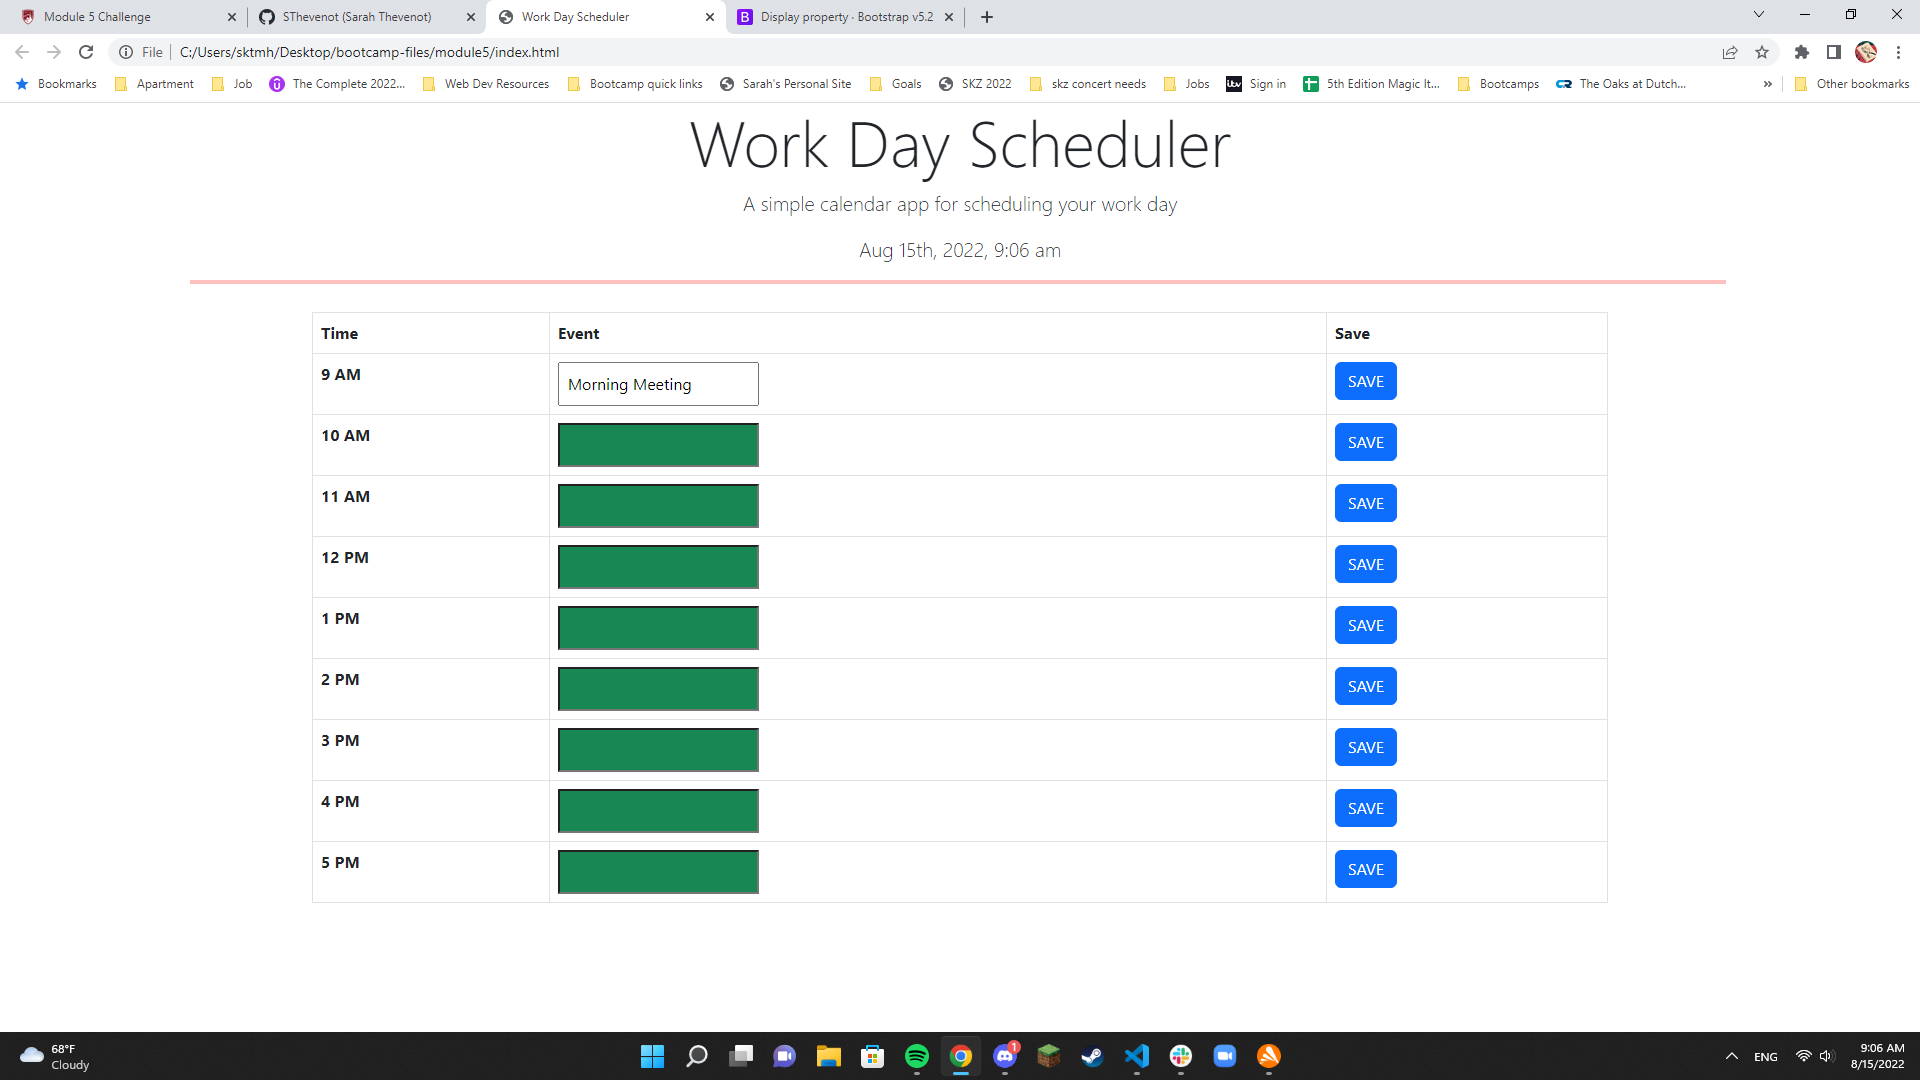 Module 5 Challenge
SThevenot (Sarah Thevenot)
Work Day Scheduler
Display property · Bootstrap v5.2
File
C:/Users/sktmh/Desktop/bootcamp-files/module5/index.html
Bookmarks
Apartment
Job
The Complete 2022...
Web Dev Resources
Bootcamp quick links
Sarah's Personal Site
Goals
SKZ 2022
skz concert needs
Jobs
itv
Sign in
5th Edition Magic It...
Bootcamps
CR
The Oaks at Dutch...
»
Other bookmarks
Work Day Scheduler
A simple calendar app for scheduling your work day
Aug 15th, 2022, 9:06 am
Time Event Save
9 AM Morning Meeting SAVE
10 AM SAVE
11 AM SAVE
12 PM SAVE
1 PM SAVE
2 PM SAVE
3 PM SAVE
4 PM SAVE
5 PM SAVE
68°F
Cloudy
1
ENG
9:06 AM
8/15/2022